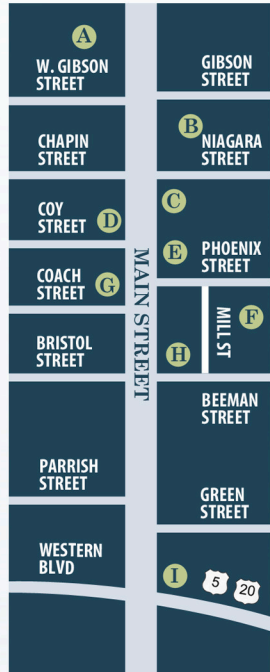 A
W. GIBSON
STREET
GIBSON
STREET
B
CHAPIN
STREET
NIAGARA
STREET
C
COY
STREET
D
E
PHOENIX
STREET
COACH
STREET
G
MAIN STREET
MILL ST
F
H
BRISTOL
STREET
BEEMAN
STREET
PARRISH
STREET
GREEN
STREET
WESTERN
BLVD
I
5
20